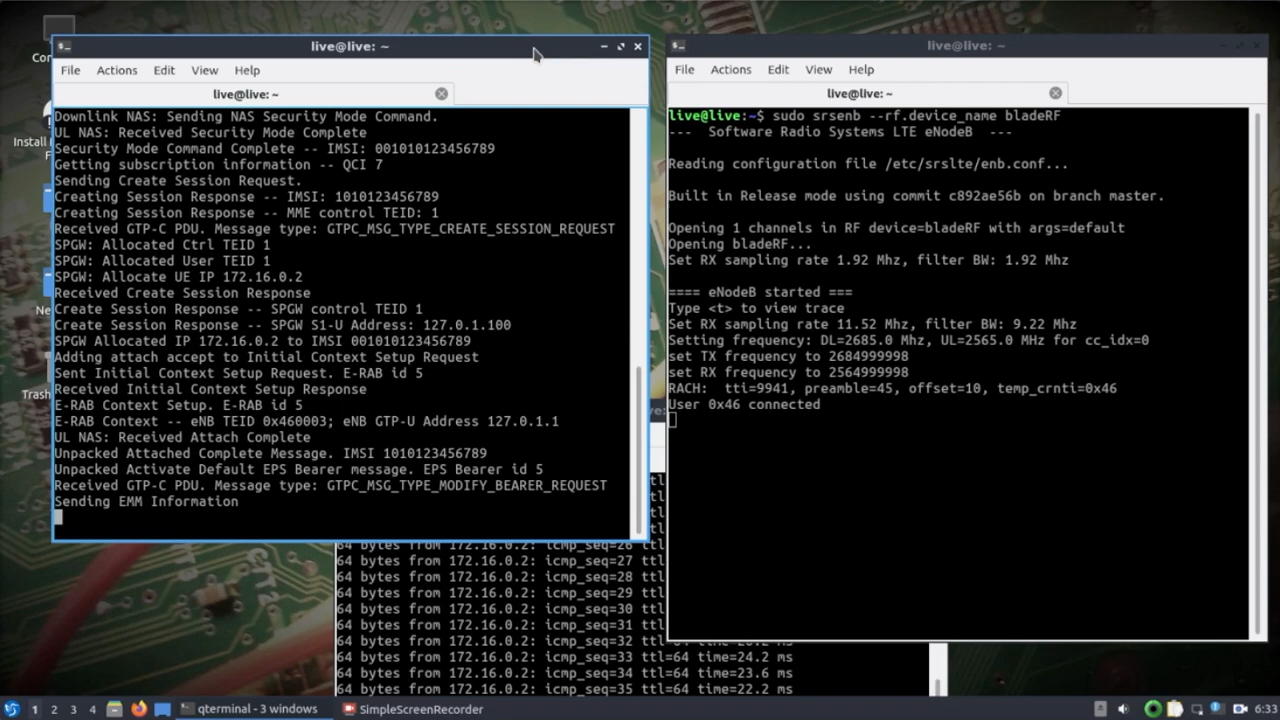 Con
Install
F
Ne
Trash
live@live: ~
File Actions Edit View Help
live@live: ~
Downlink NAS: Sending NAS Security Mode Command.
UL NAS: Received Security Mode Complete
Security Mode Command Complete -- IMSI: 001010123456789
Getting subscription information -- QCI 7
Sending Create Session Request.
Creating Session Response -- IMSI: 1010123456789
Creating Session Response -- MME control TEID: 1
Received GTP-C PDU. Message type: GTPC_MSG_TYPE_CREATE_SESSION_REQUEST
SPGW: Allocated Ctrl TEID 1
SPGW: Allocated User TEID 1
SPGW: Allocate UE IP 172.16.0.2
Received Create Session Response
Create Session Response -- SPGW control TEID 1
Create Session Response -- SPGW S1-U Address: 127.0.1.100
SPGW Allocated IP 172.16.0.2 to IMSI 001010123456789
Adding attach accept to Initial Context Setup Request
Sent Initial Context Setup Request. E-RAB id 5
Received Initial Context Setup Response
E-RAB Context Setup. E-RAB id 5
E-RAB Context -- eNB TEID 0x460003; eNB GTP-U Address 127.0.1.1
UL NAS: Received Attach Complete
Unpacked Attached Complete Message. IMSI 1010123456789
Unpacked Activate Default EPS Bearer message. EPS Bearer id 5
Received GTP-C PDU. Message type: GTPC_MSG_TYPE_MODIFY_BEARER_REQUEST
Sending EMM Information
live@live: ~
File Actions Edit View Help
live@live: ~
live@live:~$ sudo srsenb --rf.device_name bladeRF
--- Software Radio Systems LTE eNodeB ---
Reading configuration file /etc/srslte/enb.conf...
Built in Release mode using commit c892ae56b on branch master.
Opening 1 channels in RF device=bladeRF with args=default
Opening bladeRF...
Set RX sampling rate 1.92 Mhz, filter BW: 1.92 Mhz
==== eNodeB started ===
Type <t> to view trace
Set RX sampling rate 11.52 Mhz, filter BW: 9.22 Mhz
Setting frequency: DL=2685.0 Mhz, UL=2565.0 MHz for cc_idx=0
set TX frequency to 2684999998
set RX frequency to 2564999998
RACH: tti=9941, preamble=45, offset=10, temp_crnti=0x46
User 0x46 connected
64 bytes from 172.16.0.2: icmp_seq=26 ttl
64 bytes from 172.16.0.2: icmp_seq=27 ttl
64 bytes from 172.16.0.2: icmp_seq=28 ttl
64 bytes from 172.16.0.2: icmp_seq=29 ttl
64 bytes from 172.16.0.2: icmp_seq=30 ttl
64 bytes from 172.16.0.2: icmp_seq=31 ttl
64 bytes from 172.16.0.2: icmp_seq=32
64 bytes from 172.16.0.2: icmp_seq=33 ttl=64 time=24.2 ms
64 bytes from 172.16.0.2: icmp_seq=34 ttl=64 time=23.6 ms
64 bytes from 172.16.0.2: icmp_seq=35 ttl=64 time=22.2 ms
1 2 3 4 qterminal - 3 windows SimpleScreenRecorder 6:33